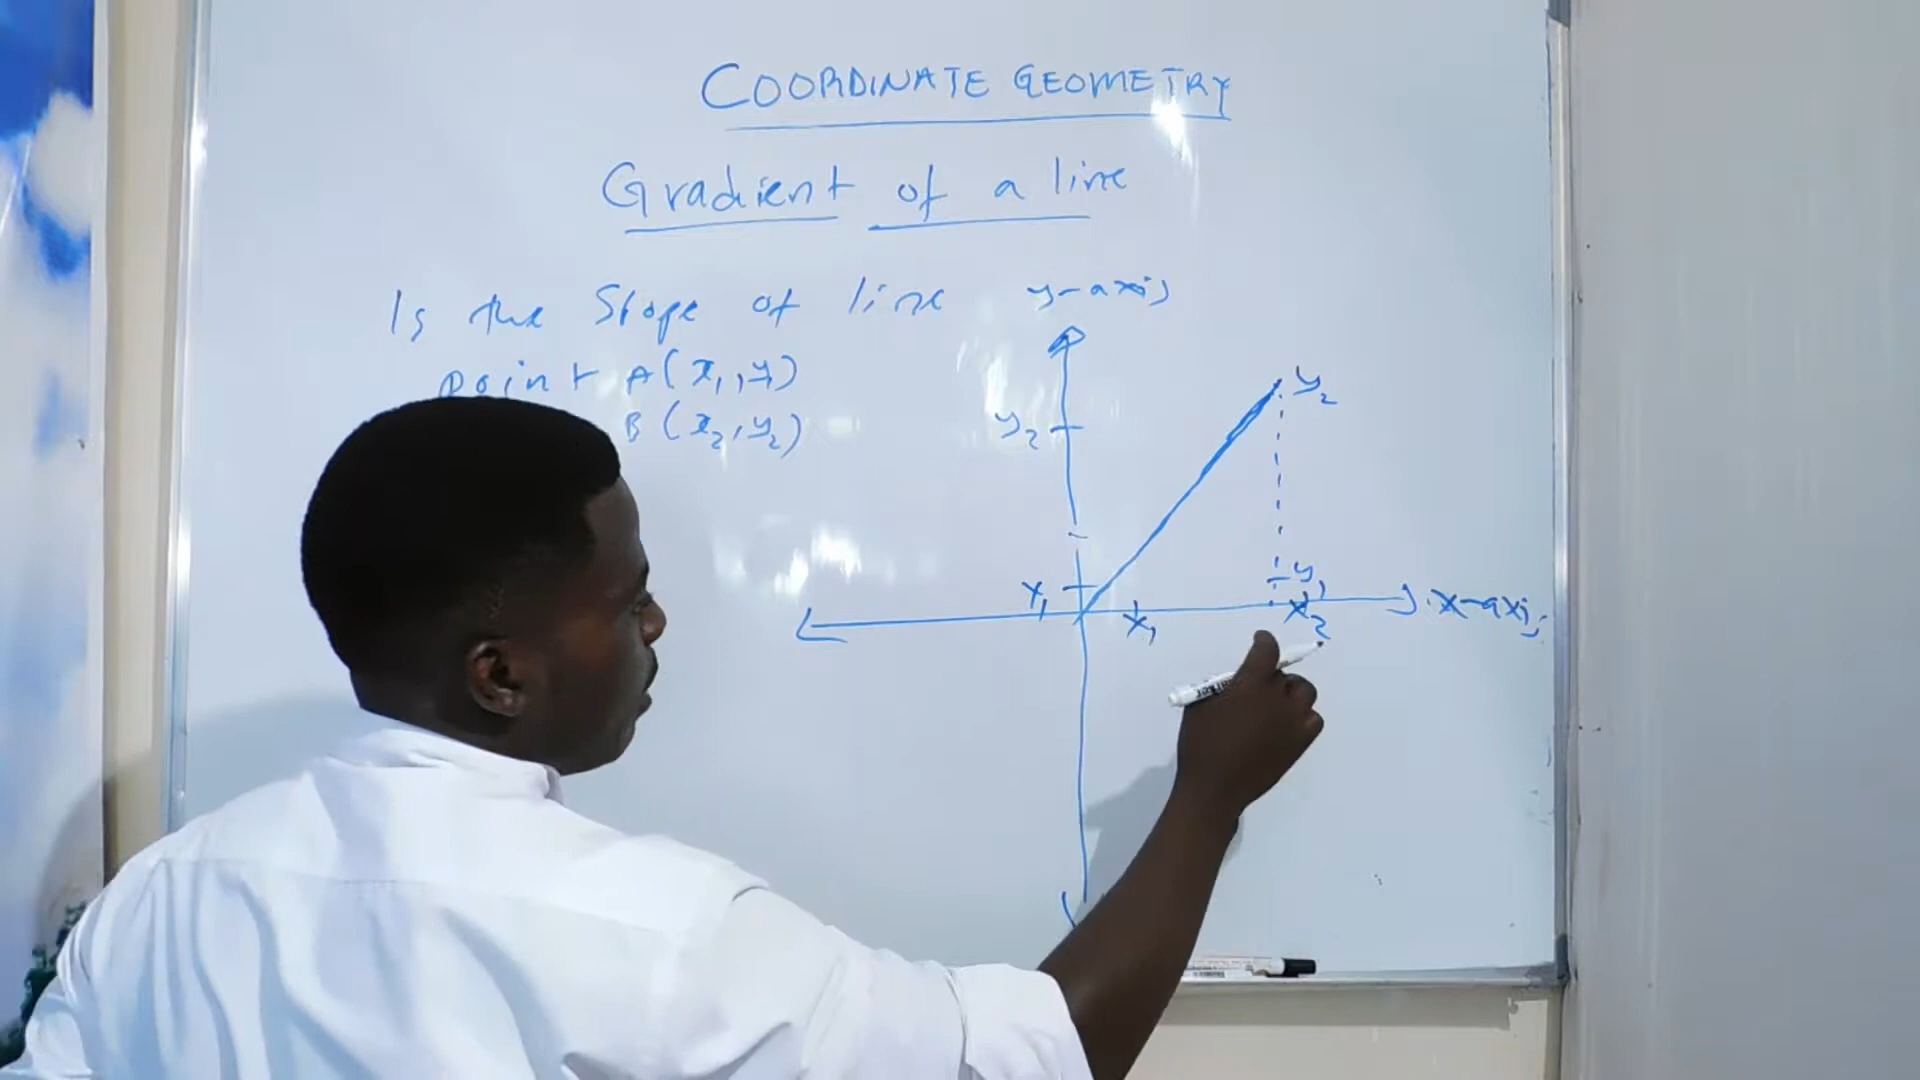 COORDINATE GEOMETRY
Gradient of a line
Is the Slope of line
point A(x₁, y₁)
B (x₂, y₂)
y-axis
y₂
y₂
y₁
y₁
x₁
x₂
x-axis